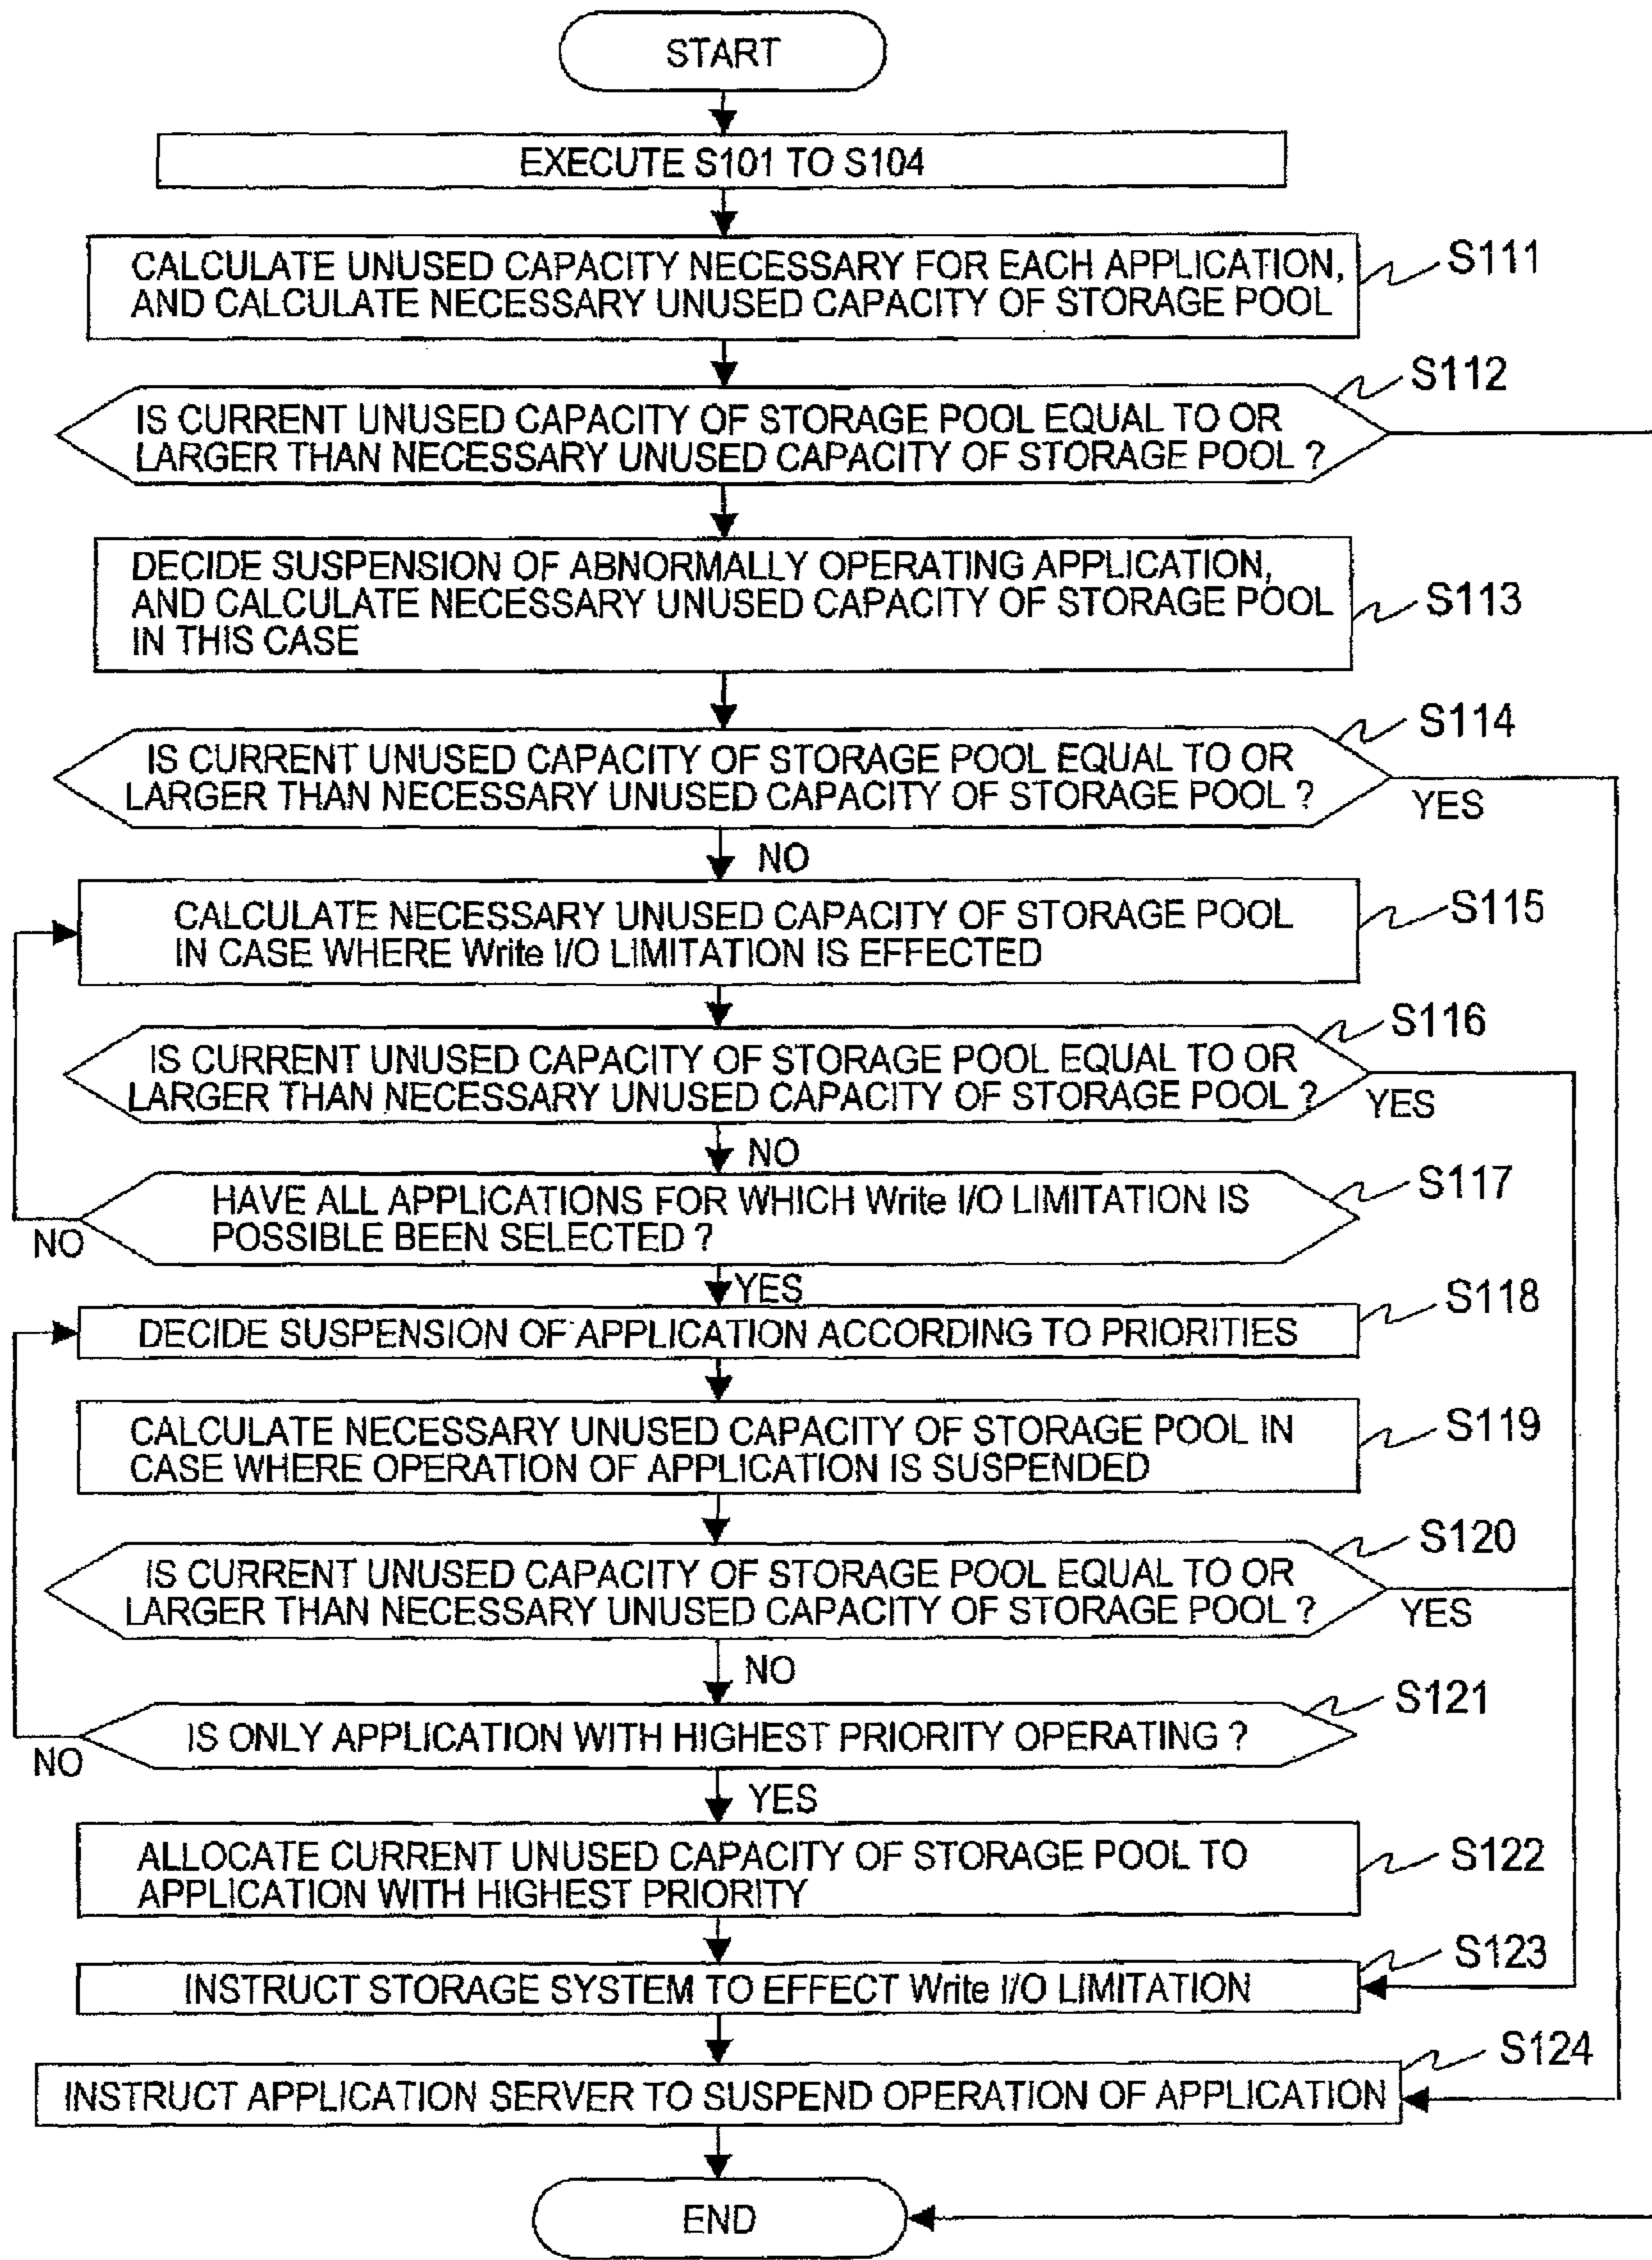 START
EXECUTE S101 TO S104
CALCULATE UNUSED CAPACITY NECESSARY FOR EACH APPLICATION,
AND CALCULATE NECESSARY UNUSED CAPACITY OF STORAGE POOL
S111
IS CURRENT UNUSED CAPACITY OF STORAGE POOL EQUAL TO OR
LARGER THAN NECESSARY UNUSED CAPACITY OF STORAGE POOL ?
S112
DECIDE SUSPENSION OF ABNORMALLY OPERATING APPLICATION,
AND CALCULATE NECESSARY UNUSED CAPACITY OF STORAGE POOL
IN THIS CASE
S113
IS CURRENT UNUSED CAPACITY OF STORAGE POOL EQUAL TO OR
LARGER THAN NECESSARY UNUSED CAPACITY OF STORAGE POOL ?
S114
YES
NO
CALCULATE NECESSARY UNUSED CAPACITY OF STORAGE POOL
IN CASE WHERE Write I/O LIMITATION IS EFFECTED
S115
IS CURRENT UNUSED CAPACITY OF STORAGE POOL EQUAL TO OR
LARGER THAN NECESSARY UNUSED CAPACITY OF STORAGE POOL ?
S116
YES
NO
HAVE ALL APPLICATIONS FOR WHICH Write I/O LIMITATION IS
POSSIBLE BEEN SELECTED ?
S117
NO
YES
DECIDE SUSPENSION OF APPLICATION ACCORDING TO PRIORITIES
S118
CALCULATE NECESSARY UNUSED CAPACITY OF STORAGE POOL IN
CASE WHERE OPERATION OF APPLICATION IS SUSPENDED
S119
IS CURRENT UNUSED CAPACITY OF STORAGE POOL EQUAL TO OR
LARGER THAN NECESSARY UNUSED CAPACITY OF STORAGE POOL ?
S120
YES
NO
IS ONLY APPLICATION WITH HIGHEST PRIORITY OPERATING ?
S121
NO
YES
ALLOCATE CURRENT UNUSED CAPACITY OF STORAGE POOL TO
APPLICATION WITH HIGHEST PRIORITY
S122
INSTRUCT STORAGE SYSTEM TO EFFECT Write I/O LIMITATION
S123
INSTRUCT APPLICATION SERVER TO SUSPEND OPERATION OF APPLICATION
S124
END